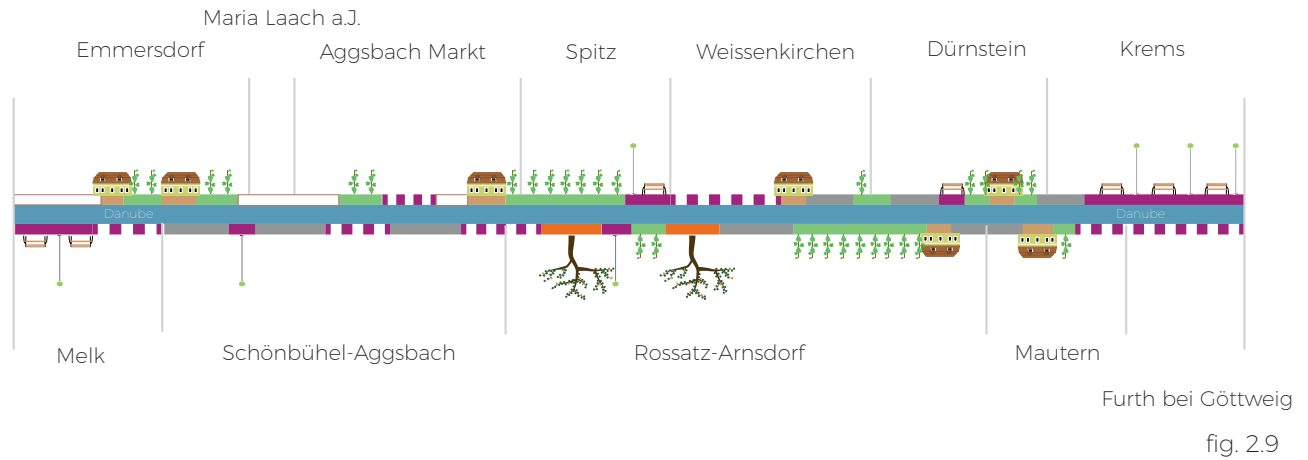 Maria Laach a.J.
Emmersdorf
Aggsbach Markt
Spitz
Weissenkirchen
Dürnstein
Krems
Danube
Danube
Melk
Schönbühel-Aggsbach
Rossatz-Arnsdorf
Mautern
Furth bei Göttweig
fig. 2.9